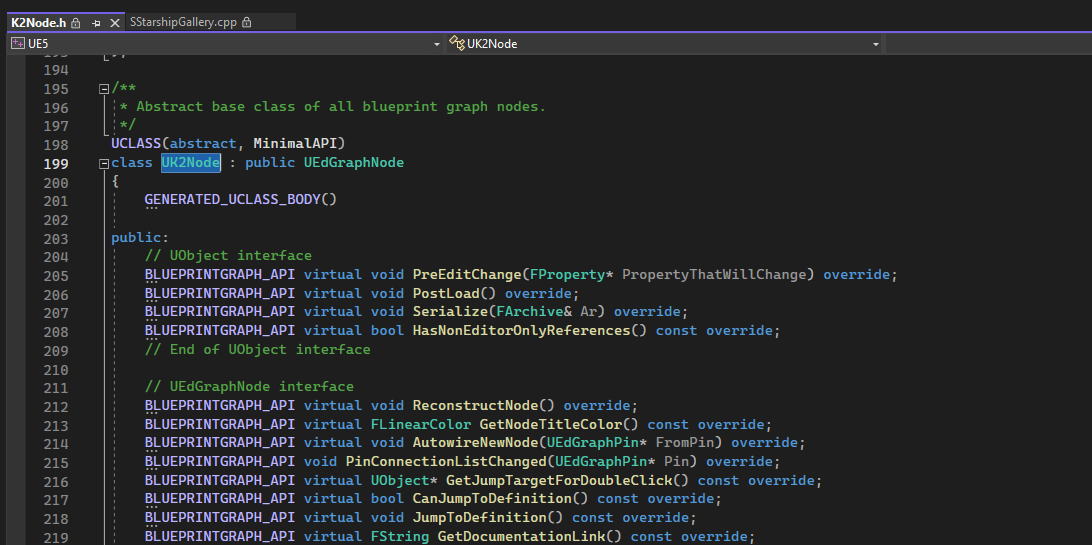 K2Node.h
SStarshipGallery.cpp
UE5
UK2Node
194
195 /**
196 * Abstract base class of all blueprint graph nodes.
197 */
198 UCLASS(abstract, MinimalAPI)
199 class UK2Node : public UEdGraphNode
200 {
201 GENERATED_UCLASS_BODY()
202
203 public:
204 // UObject interface
205 BLUEPRINTGRAPH_API virtual void PreEditChange(FProperty* PropertyThatWillChange) override;
206 BLUEPRINTGRAPH_API virtual void PostLoad() override;
207 BLUEPRINTGRAPH_API virtual void Serialize(FArchive& Ar) override;
208 BLUEPRINTGRAPH_API virtual bool HasNonEditorOnlyReferences() const override;
209 // End of UObject interface
210
211 // UEdGraphNode interface
212 BLUEPRINTGRAPH_API virtual void ReconstructNode() override;
213 BLUEPRINTGRAPH_API virtual FLinearColor GetNodeTitleColor() const override;
214 BLUEPRINTGRAPH_API virtual void AutowireNewNode(UEdGraphPin* FromPin) override;
215 BLUEPRINTGRAPH_API void PinConnectionListChanged(UEdGraphPin* Pin) override;
216 BLUEPRINTGRAPH_API virtual UObject* GetJumpTargetForDoubleClick() const override;
217 BLUEPRINTGRAPH_API virtual bool CanJumpToDefinition() const override;
218 BLUEPRINTGRAPH_API virtual void JumpToDefinition() const override;
219 BLUEPRINTGRAPH_API virtual FString GetDocumentationLink() const override;